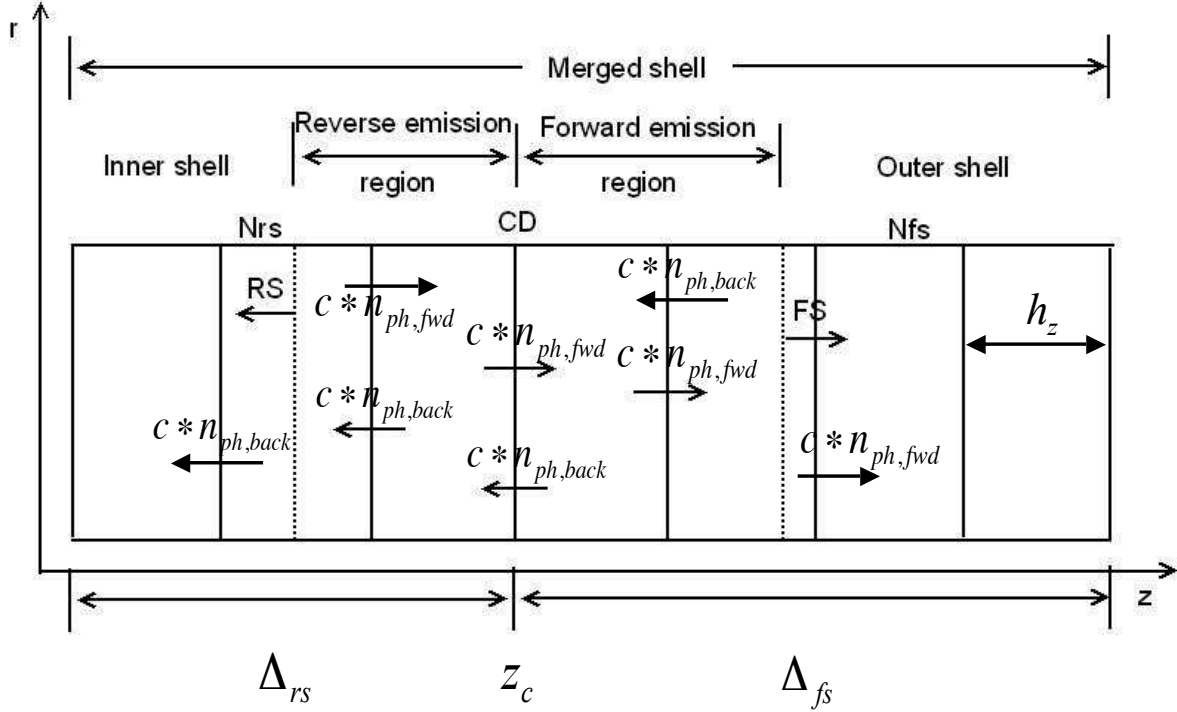 r
Merged shell
Reverse emission
Forward emission
region
region
Inner shell
Outer shell
Nrs
CD
Nfs
RS
c * n_{ph,fwd}
c * n_{ph,back}
FS
h_z
c * n_{ph,fwd}
c * n_{ph,fwd}
c * n_{ph,back}
c * n_{ph,back}
c * n_{ph,back}
c * n_{ph,fwd}
z
Δ_{rs}
z_c
Δ_{fs}